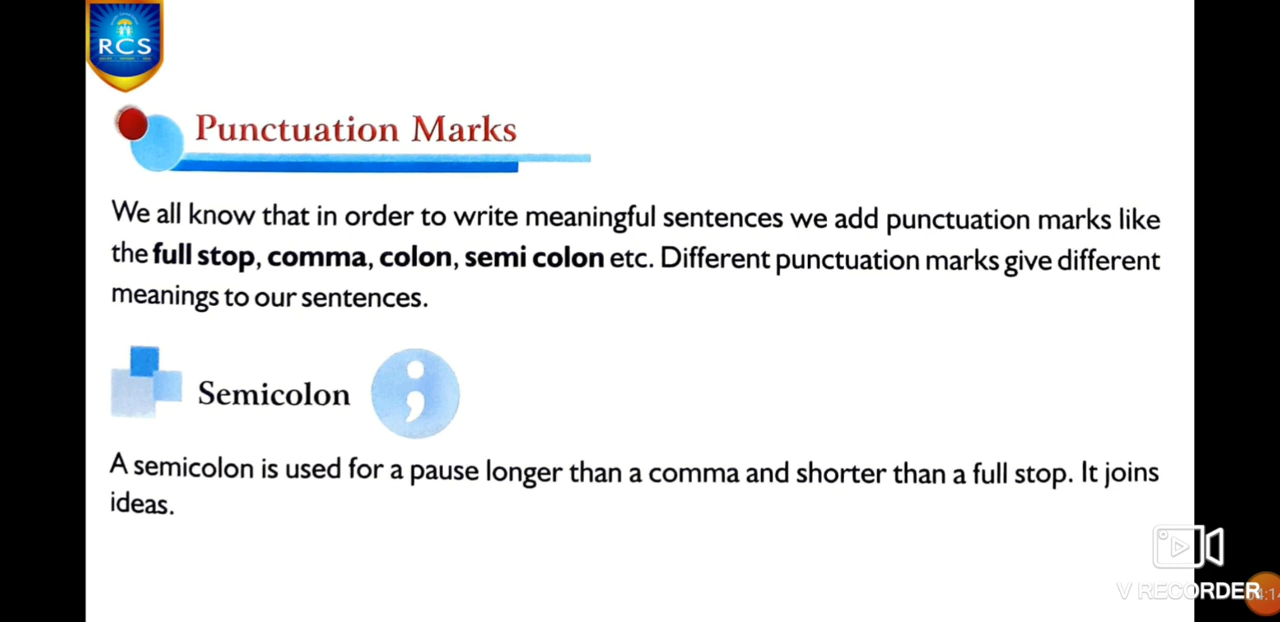 RCS
Punctuation Marks
We all know that in order to write meaningful sentences we add punctuation marks like
the full stop, comma, colon, semi colon etc. Different punctuation marks give different
meanings to our sentences.
Semicolon ;
A semicolon is used for a pause longer than a comma and shorter than a full stop. It joins
ideas.
V RECORDER